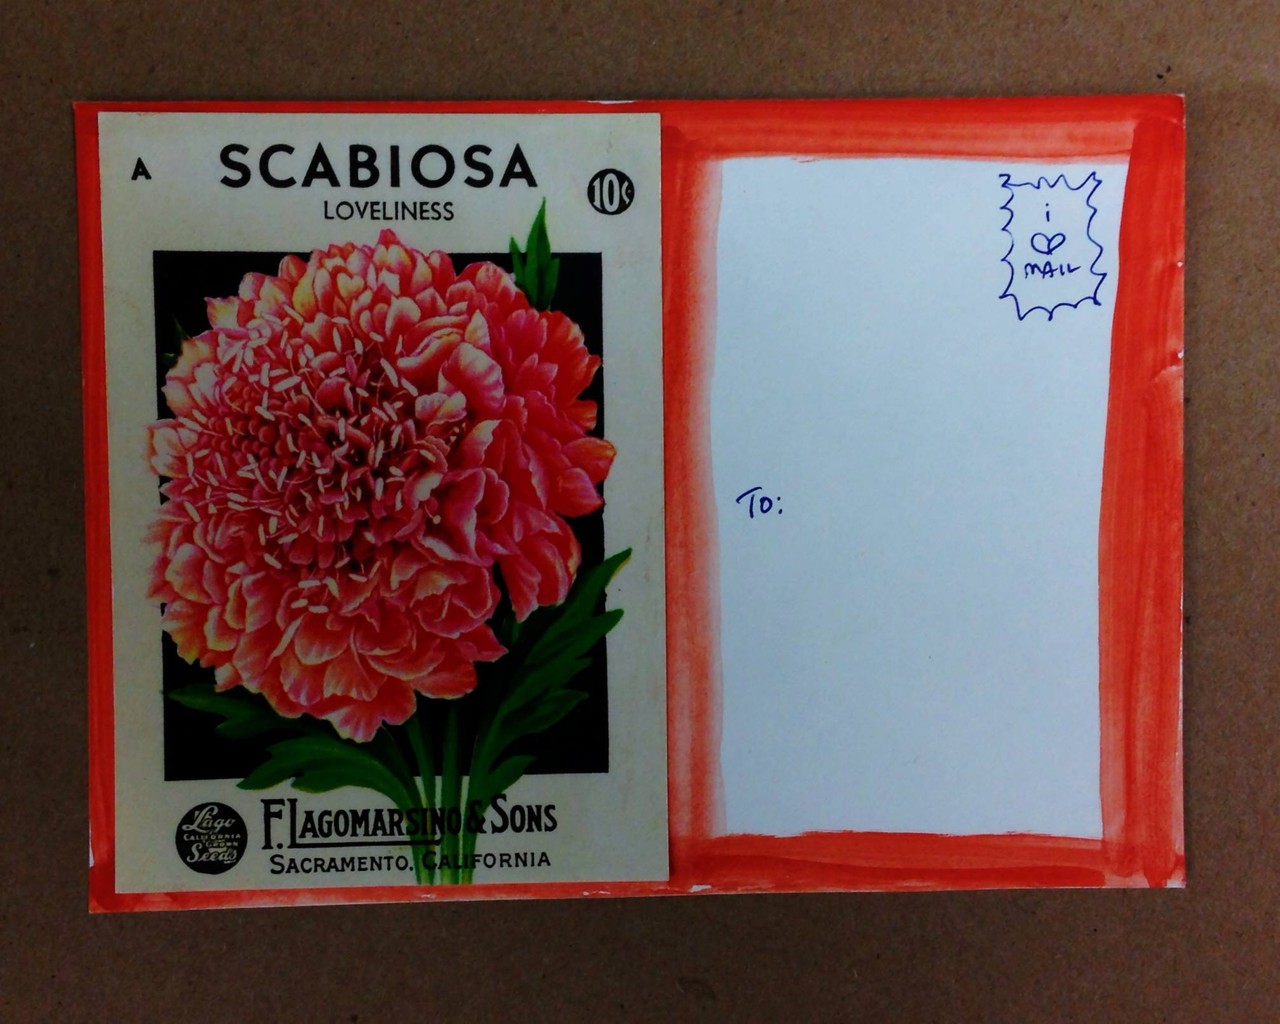 A
SCABIOSA
10¢
LOVELINESS
Lago
CALIFORNIA
GROWN
Seeds
F. LAGOMARSINO & SONS
SACRAMENTO, CALIFORNIA
i
MAIL
TO: